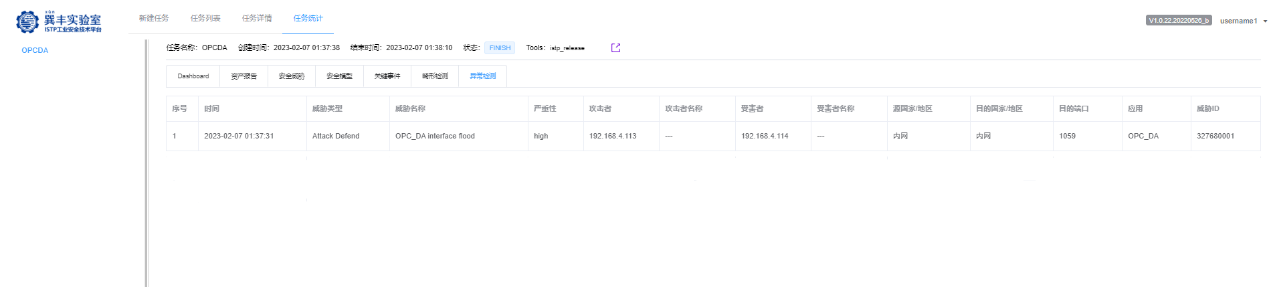 巽丰实验室
ISTP工业安全技术平台
新建任务 任务列表 任务详情 任务统计
V1.0.22.20220526_b username1
OPCDA
任务名称: OPCDA 创建时间: 2023-02-07 01:37:38 结束时间: 2023-02-07 01:38:10 状态: FINISH Tools: istp_release
Dashboard 资产报告 安全威胁 安全模型 关键事件 畸形检测 异常检测
序号 时间 威胁类型 威胁名称 严重性 攻击者 攻击者名称 受害者 受害者名称 源国家/地区 目的国家/地区 目的端口 应用 威胁ID
1 2023-02-07 01:37:31 Attack Defend OPC_DA interface flood high 192.168.4.113 --- 192.168.4.114 --- 内网 内网 1059 OPC_DA 327680001